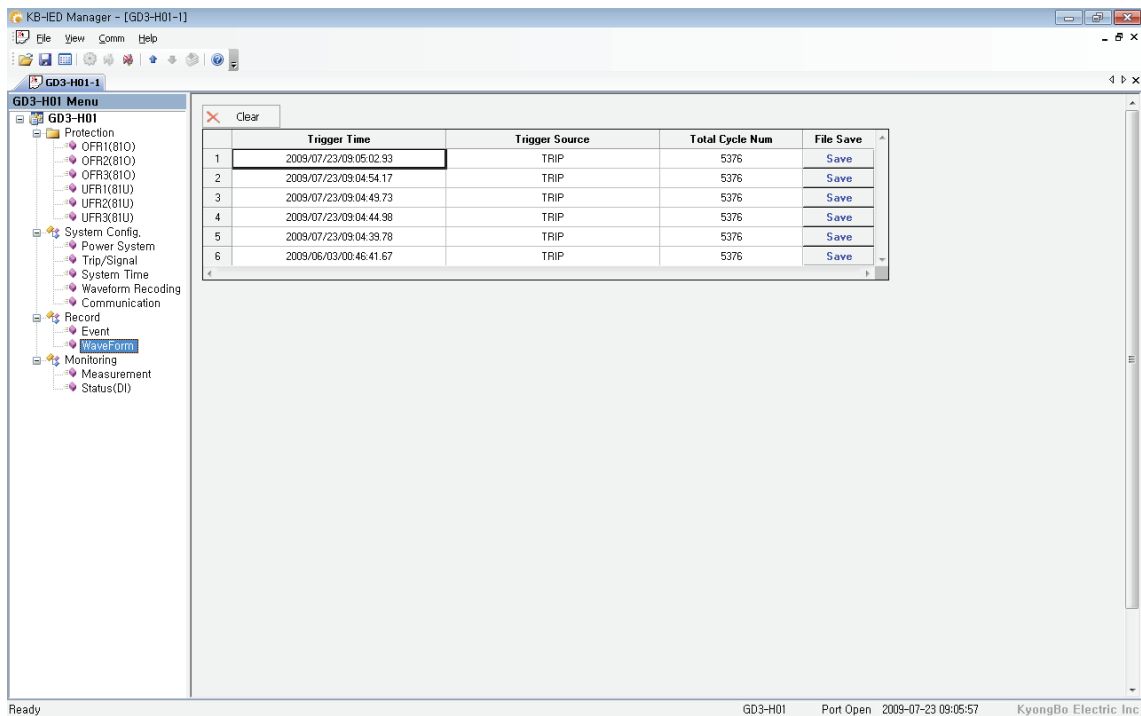 KB-IED Manager - [GD3-H01-1]
File View Comm Help
GD3-H01-1
GD3-H01 Menu
GD3-H01
Protection
OFR1(81O)
OFR2(81O)
OFR3(81O)
UFR1(81U)
UFR2(81U)
UFR3(81U)
System Config,
Power System
Trip/Signal
System Time
Waveform Recoding
Communication
Record
Event
WaveForm
Monitoring
Measurement
Status(DI)
Clear
Trigger Time Trigger Source Total Cycle Num File Save
1 2009/07/23/09:05:02.93 TRIP 5376 Save
2 2009/07/23/09:04:54.17 TRIP 5376 Save
3 2009/07/23/09:04:49.73 TRIP 5376 Save
4 2009/07/23/09:04:44.98 TRIP 5376 Save
5 2009/07/23/09:04:39.78 TRIP 5376 Save
6 2009/06/03/00:46:41.67 TRIP 5376 Save
Ready GD3-H01 Port Open 2009-07-23 09:05:57 KyongBo Electric Inc